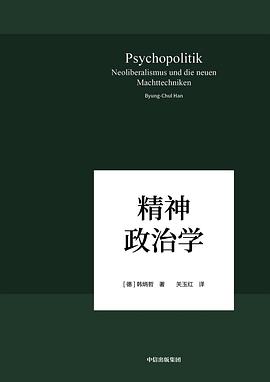 Psychopolitik
Neoliberalismus und die neuen
Machttechniken
Byung-Chul Han
精神
政治学
[德]韩炳哲 著 关玉红 译
中信出版集团